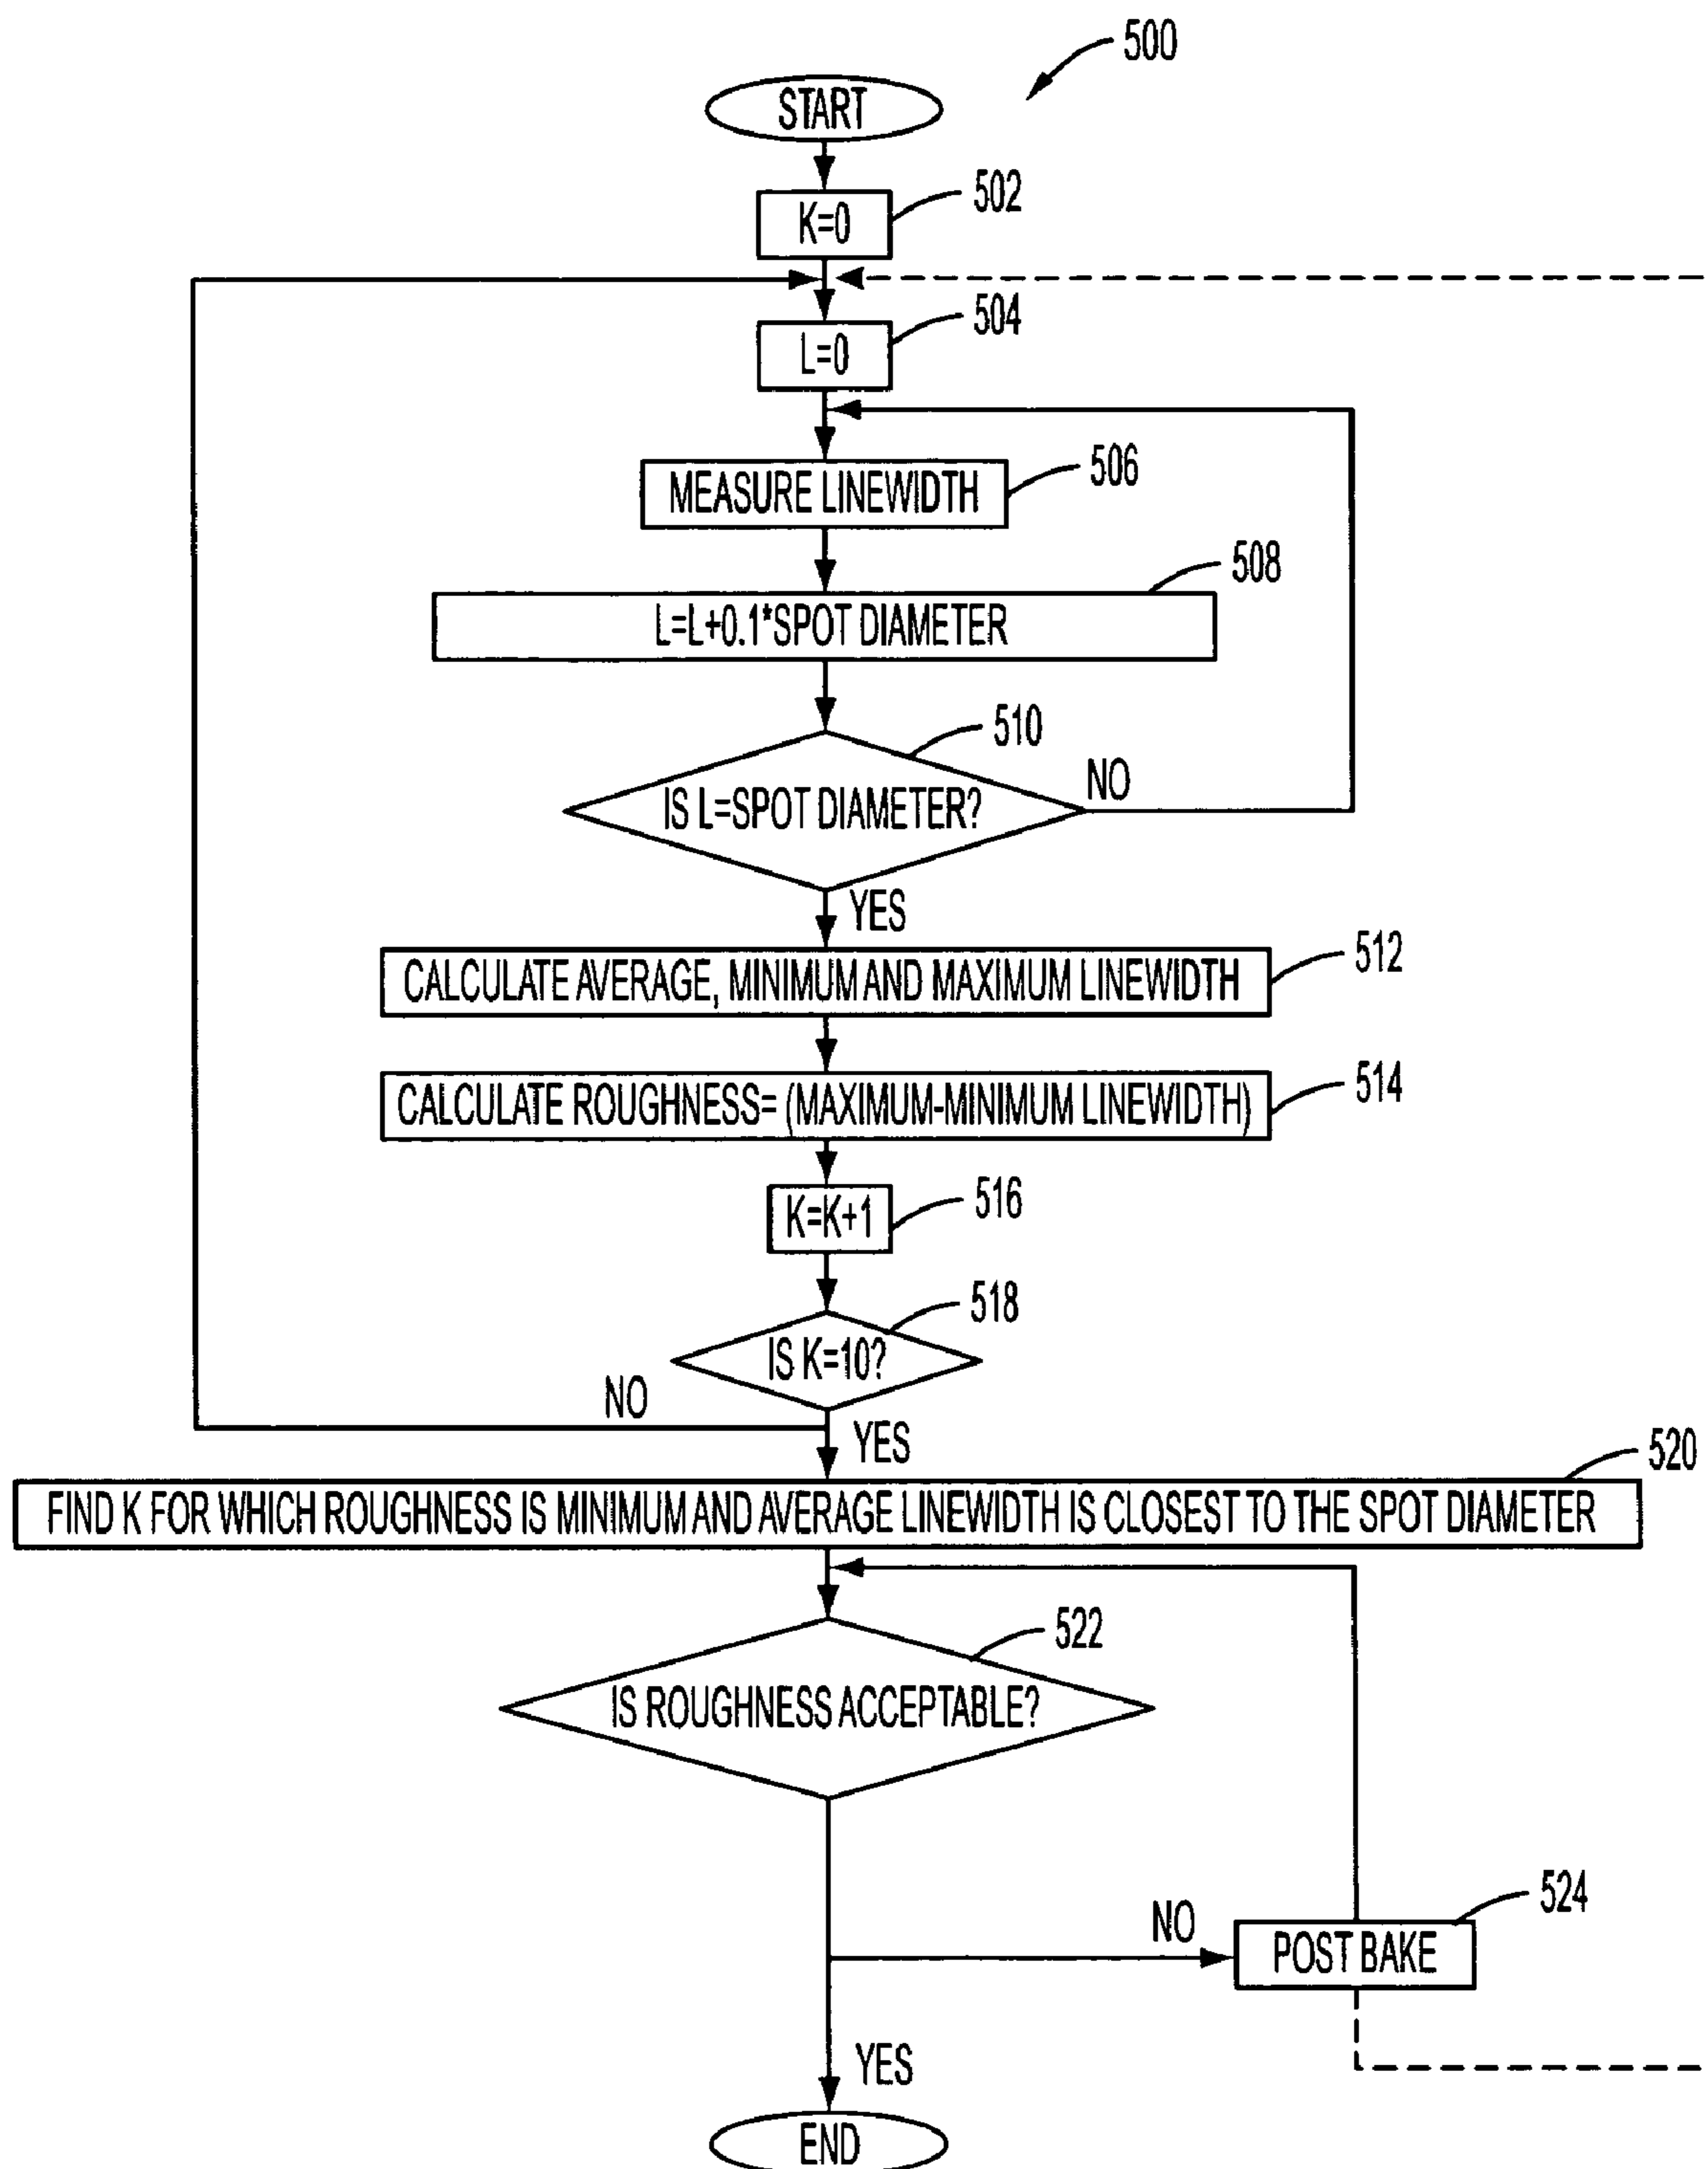 500
START
502
K=0
504
L=0
506
MEASURE LINEWIDTH
508
L=L+0.1*SPOT DIAMETER
510
IS L=SPOT DIAMETER?
NO
YES
512
CALCULATE AVERAGE, MINIMUM AND MAXIMUM LINEWIDTH
514
CALCULATE ROUGHNESS= (MAXIMUM-MINIMUM LINEWIDTH)
516
K=K+1
518
IS K=10?
NO
YES
520
FIND K FOR WHICH ROUGHNESS IS MINIMUM AND AVERAGE LINEWIDTH IS CLOSEST TO THE SPOT DIAMETER
522
IS ROUGHNESS ACCEPTABLE?
524
NO
POST BAKE
YES
END